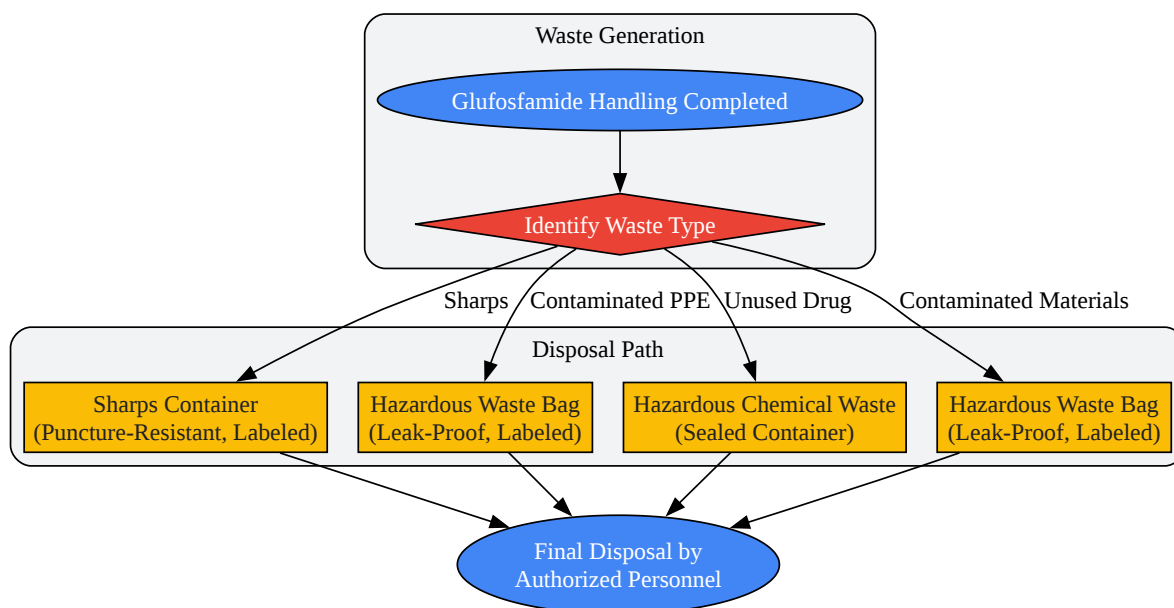 Waste Generation
Glufosfamide Handling Completed
Identify Waste Type
Sharps
Contaminated PPE
Unused Drug
Contaminated Materials
Disposal Path
Sharps Container
(Puncture-Resistant, Labeled)
Hazardous Waste Bag
(Leak-Proof, Labeled)
Hazardous Chemical Waste
(Sealed Container)
Hazardous Waste Bag
(Leak-Proof, Labeled)
Final Disposal by
Authorized Personnel